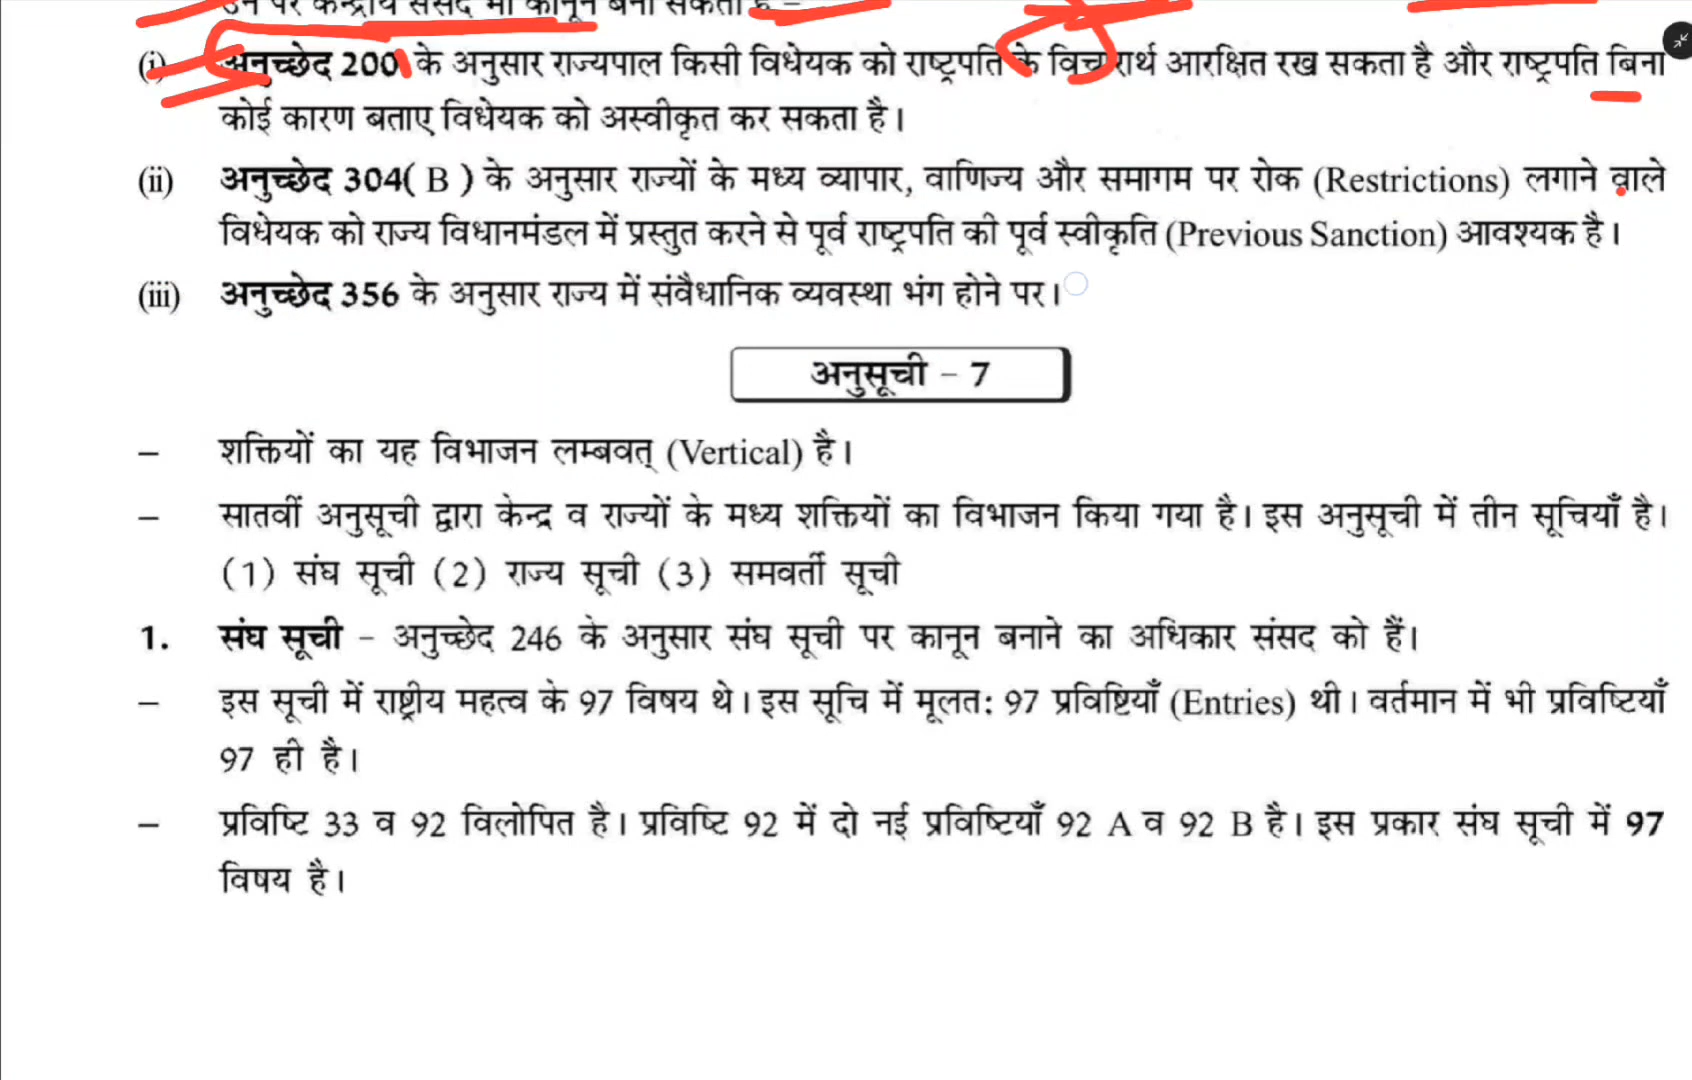 उन पर केन्द्रीय संसद भी कानून बना सकती है –
(i) अनुच्छेद 200 के अनुसार राज्यपाल किसी विधेयक को राष्ट्रपति के विचारार्थ आरक्षित रख सकता है और राष्ट्रपति बिना
कोई कारण बताए विधेयक को अस्वीकृत कर सकता है।
(ii) अनुच्छेद 304( B ) के अनुसार राज्यों के मध्य व्यापार, वाणिज्य और समागम पर रोक (Restrictions) लगाने वाले
विधेयक को राज्य विधानमंडल में प्रस्तुत करने से पूर्व राष्ट्रपति की पूर्व स्वीकृति (Previous Sanction) आवश्यक है।
(iii) अनुच्छेद 356 के अनुसार राज्य में संवैधानिक व्यवस्था भंग होने पर।
अनुसूची – 7
– शक्तियों का यह विभाजन लम्बवत् (Vertical) है।
– सातवीं अनुसूची द्वारा केन्द्र व राज्यों के मध्य शक्तियों का विभाजन किया गया है। इस अनुसूची में तीन सूचियाँ है।
(1) संघ सूची (2) राज्य सूची (3) समवर्ती सूची
1. संघ सूची – अनुच्छेद 246 के अनुसार संघ सूची पर कानून बनाने का अधिकार संसद को हैं।
– इस सूची में राष्ट्रीय महत्व के 97 विषय थे। इस सूचि में मूलत: 97 प्रविष्टियाँ (Entries) थी। वर्तमान में भी प्रविष्टियाँ
97 ही है।
– प्रविष्टि 33 व 92 विलोपित है। प्रविष्टि 92 में दो नई प्रविष्टियाँ 92 A व 92 B है। इस प्रकार संघ सूची में 97
विषय है।